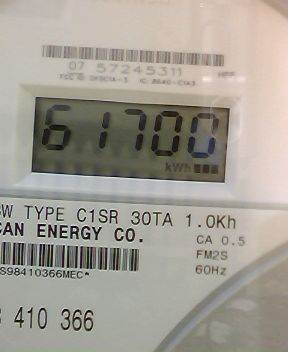 07 57245311
61700
kWh
W TYPE C1SR 30TA 1.0Kh
CAN ENERGY CO.
CA 0.5
FM2S
60Hz
S98410366MEC*
410 366